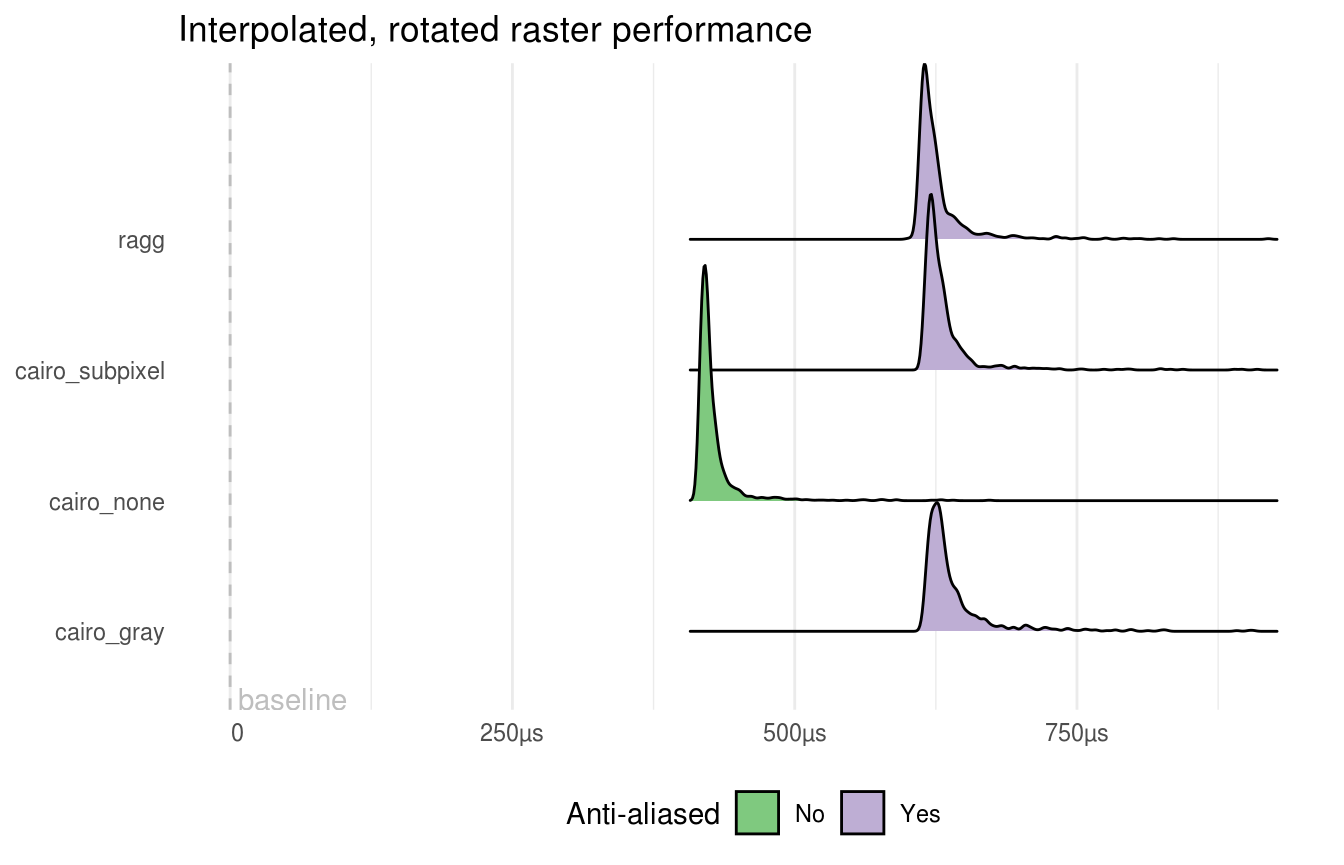 Interpolated, rotated raster performance
ragg
cairo_subpixel
cairo_none
cairo_gray
baseline
0 250µs 500µs 750µs
Anti-aliased No Yes